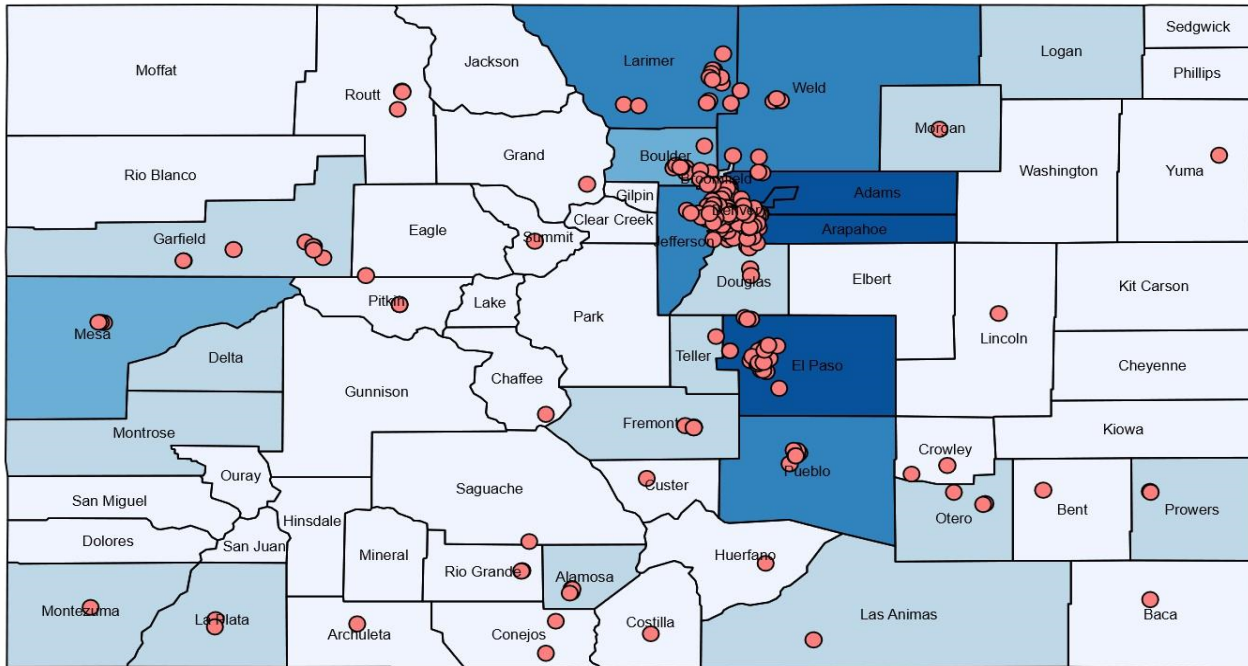 Sedgwick
Logan
Jackson
Larimer
Moffat
Phillips
Weld
Routt
Morgan
Grand
Boulder
Washington
Yuma
Rio Blanco
Broomfield
Gilpin
Adams
Denver
Clear Creek
Eagle
Summit
Arapahoe
Garfield
Jefferson
Douglas
Elbert
Kit Carson
Pitkin
Lake
Park
Mesa
Lincoln
Delta
Teller
El Paso
Cheyenne
Chaffee
Gunnison
Fremont
Montrose
Kiowa
Crowley
Pueblo
Ouray
Saguache
Custer
San Miguel
Hinsdale
Otero
Bent
Prowers
Dolores
San Juan
Mineral
Huerfano
Rio Grande
Alamosa
Montezuma
La Plata
Las Animas
Baca
Archuleta
Conejos
Costilla